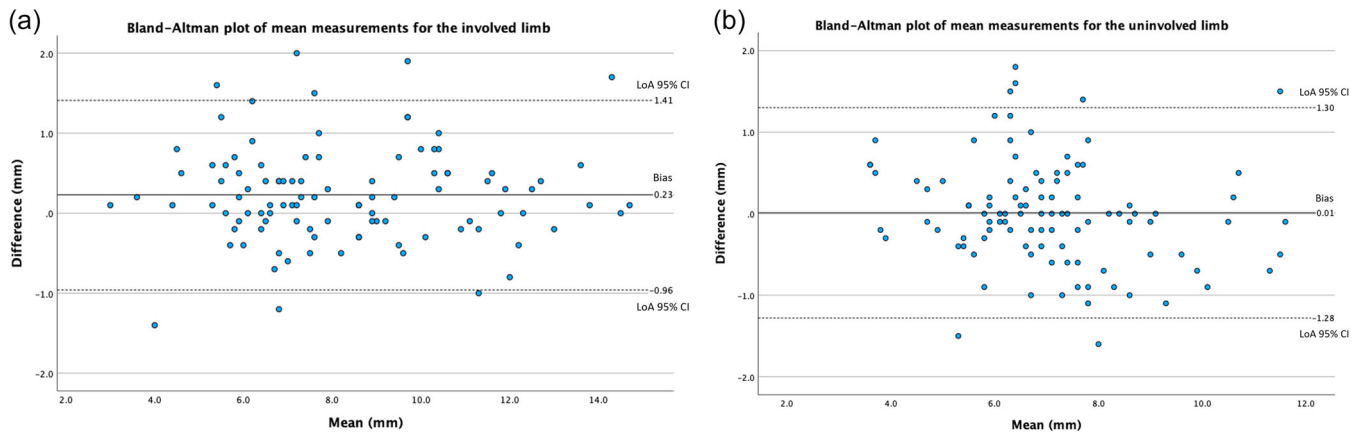 (a)
Bland–Altman plot of mean measurements for the involved limb
2.0
LoA 95% CI
1.41
1.0
Bias
0.23
.0
-0.96
-1.0
LoA 95% CI
-2.0
Difference (mm)
2.0 4.0 6.0 8.0 10.0 12.0 14.0
Mean (mm)
(b)
Bland–Altman plot of mean measurements for the uninvolved limb
2.0
LoA 95% CI
1.30
1.0
Bias
0.01
.0
-1.0
-1.28
LoA 95% CI
-2.0
Difference (mm)
2.0 4.0 6.0 8.0 10.0 12.0
Mean (mm)